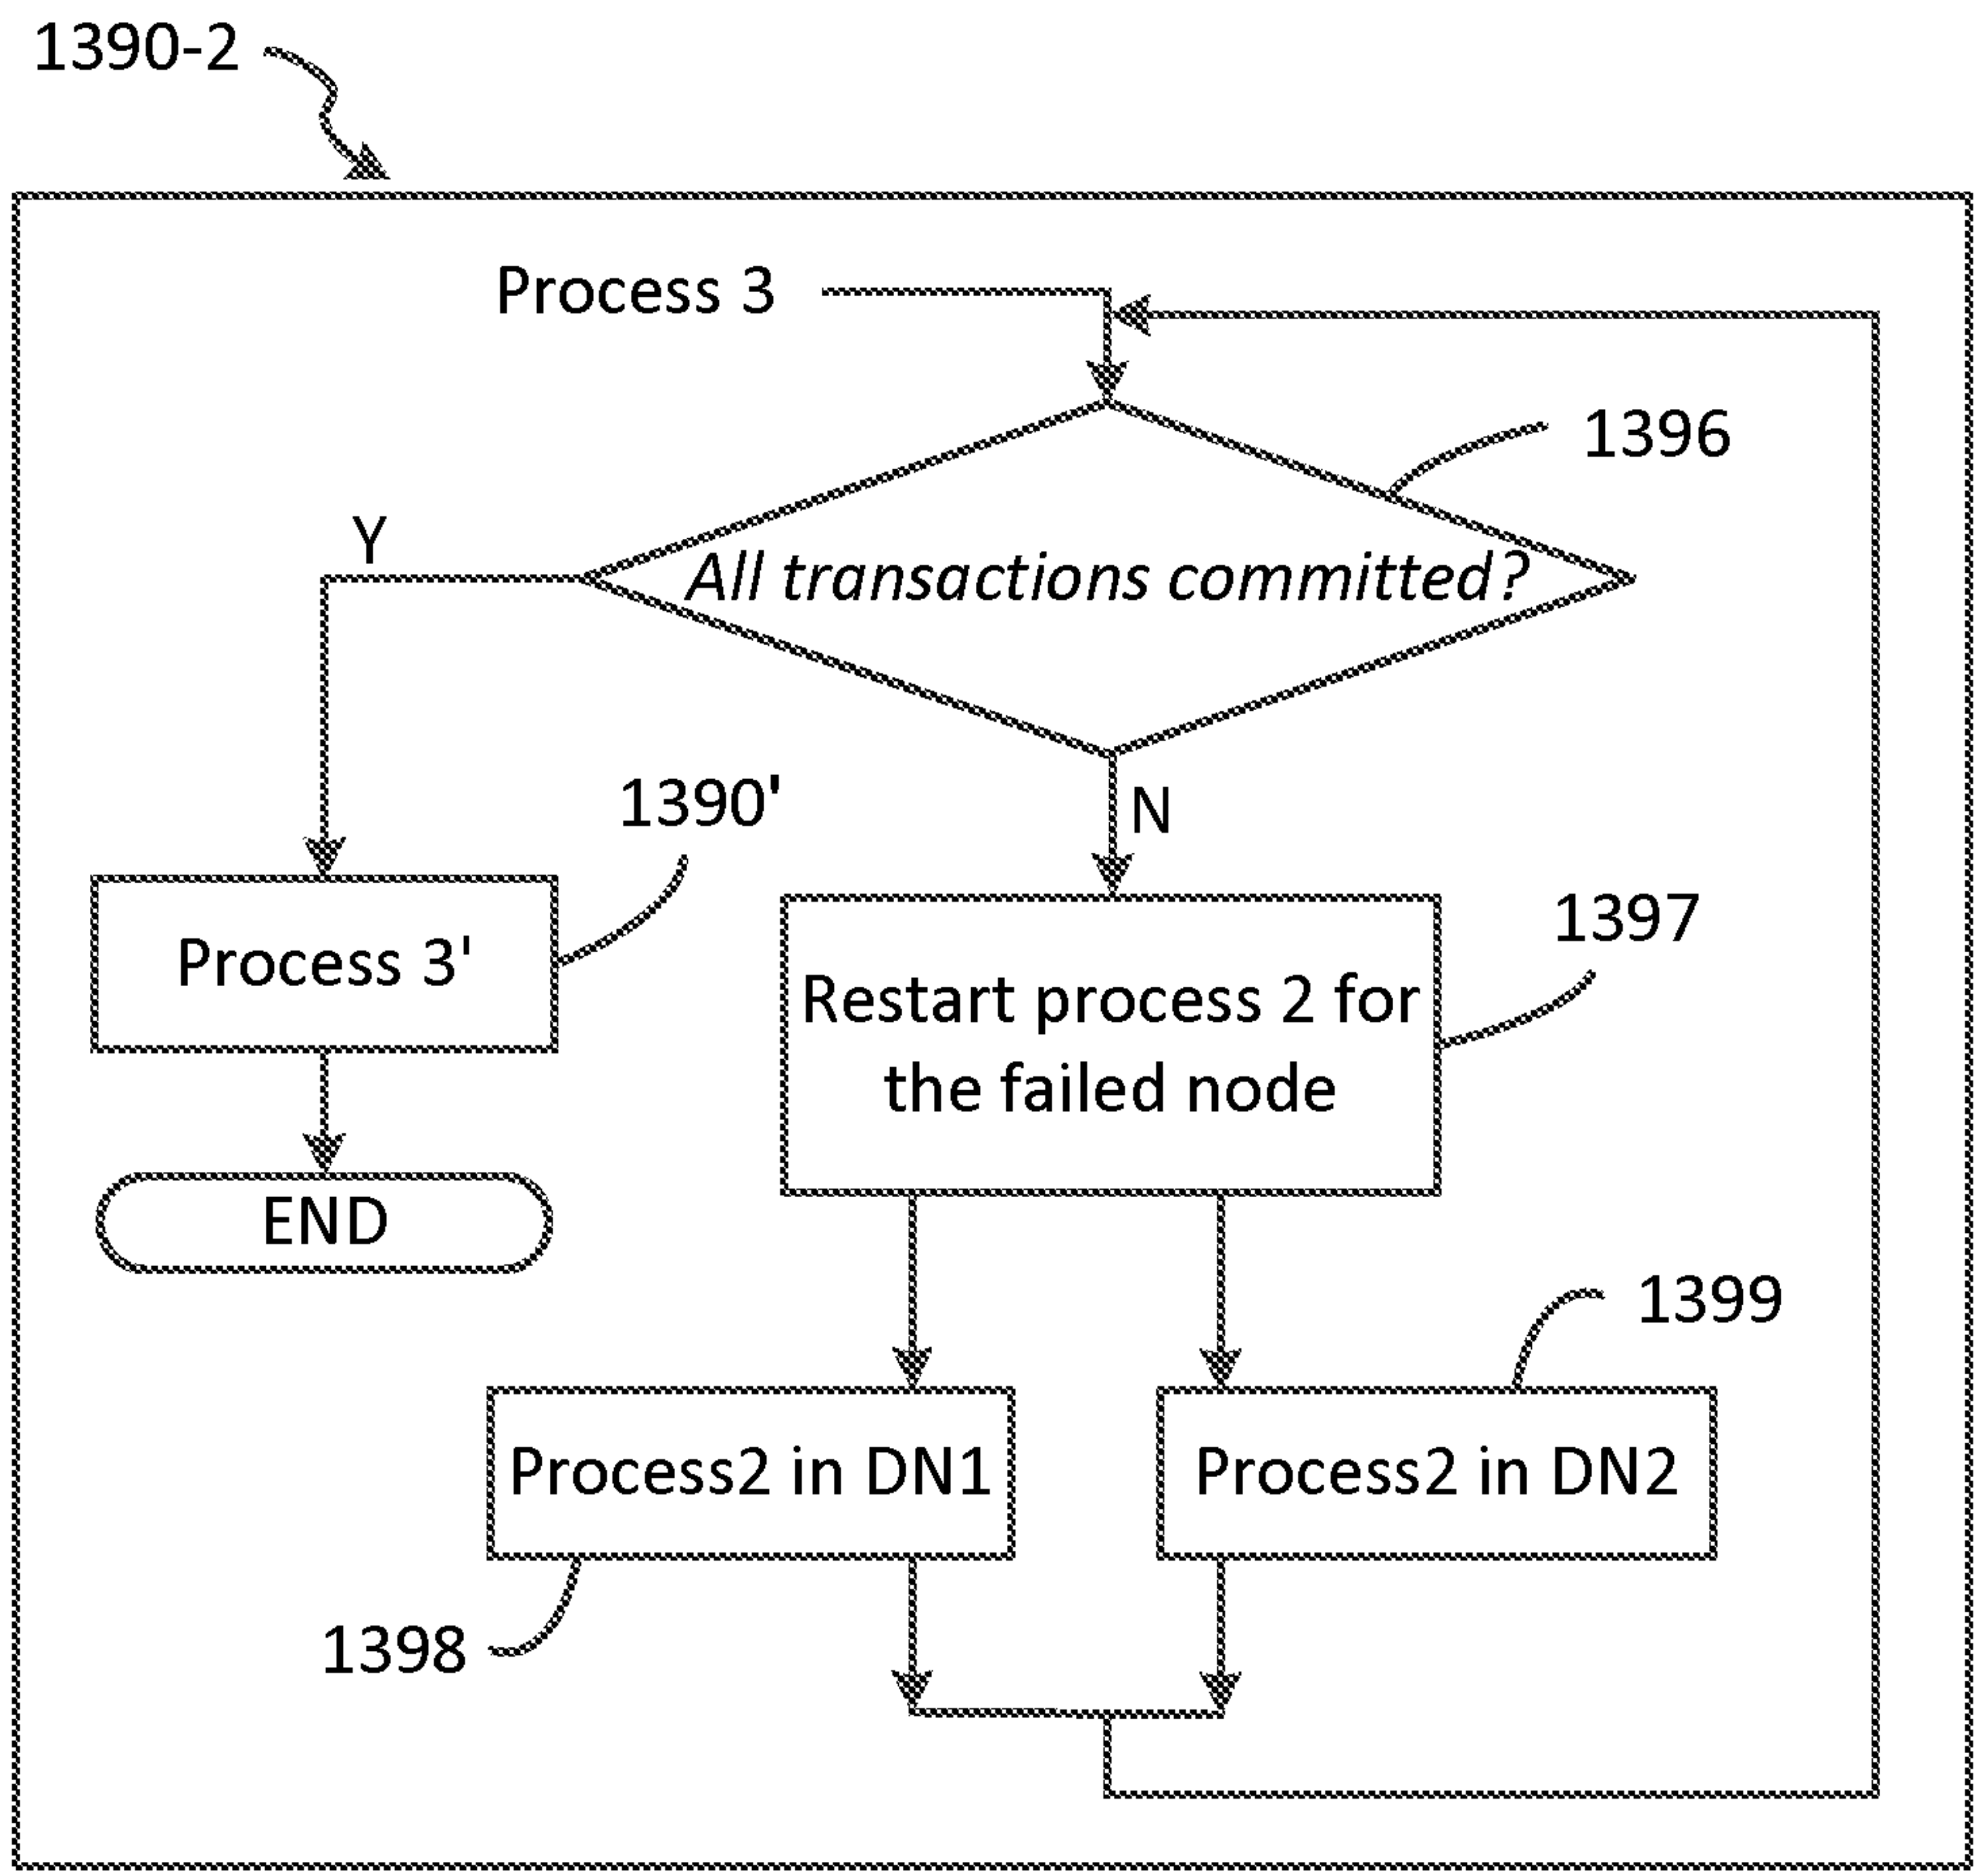 1390-2
Process 3
1396
Y
All transactions committed?
1390'
N
Process 3'
1397
Restart process 2 for
the failed node
END
1399
Process2 in DN1
Process2 in DN2
1398